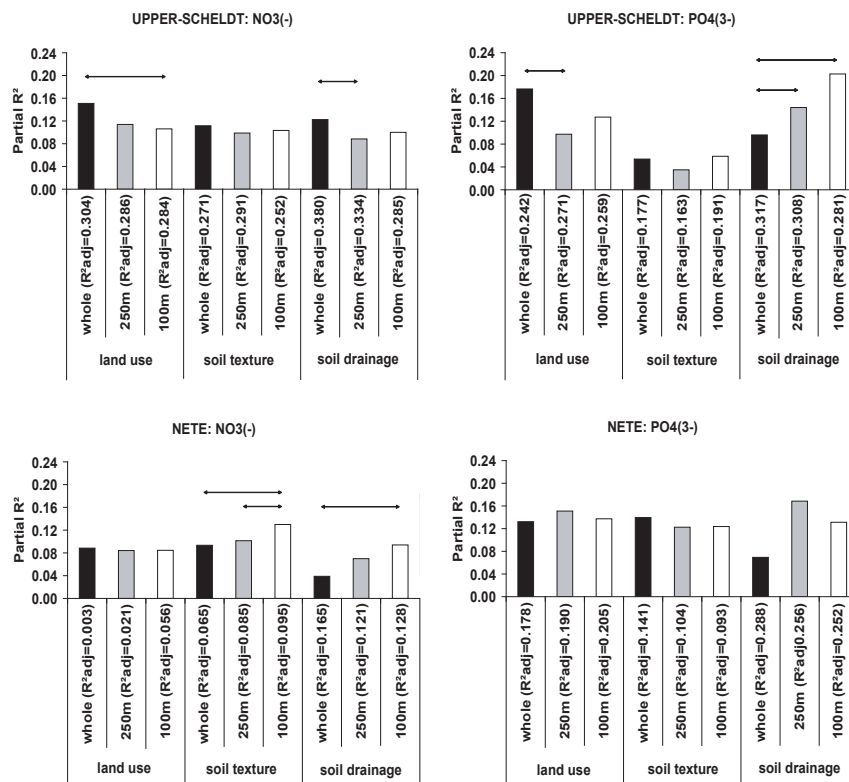 UPPER-SCHELDT: NO3(-)
Partial R²
0.24
0.20
0.16
0.12
0.08
0.04
0.00
whole (R²adj=0.304)
250m (R²adj=0.286)
100m (R²adj=0.284)
whole (R²adj=0.271)
250m (R²adj=0.291)
100m (R²adj=0.252)
whole (R²adj=0.380)
250m (R²adj=0.334)
100m (R²adj=0.285)
land use
soil texture
soil drainage
UPPER-SCHELDT: PO4(3-)
Partial R²
0.24
0.20
0.16
0.12
0.08
0.04
0.00
whole (R²adj=0.242)
250m (R²adj=0.271)
100m (R²adj=0.259)
whole (R²adj=0.177)
250m (R²adj=0.163)
100m (R²adj=0.191)
whole (R²adj=0.317)
250m (R²adj=0.308)
100m (R²adj=0.281)
land use
soil texture
soil drainage
NETE: NO3(-)
Partial R²
0.24
0.20
0.16
0.12
0.08
0.04
0.00
whole (R²adj=0.003)
250m (R²adj=0.021)
100m (R²adj=0.056)
whole (R²adj=0.065)
250m (R²adj=0.085)
100m (R²adj=0.095)
whole (R²adj=0.165)
250m (R²adj=0.121)
100m (R²adj=0.128)
land use
soil texture
soil drainage
NETE: PO4(3-)
Partial R²
0.24
0.20
0.16
0.12
0.08
0.04
0.00
whole (R²adj=0.178)
250m (R²adj=0.190)
100m (R²adj=0.205)
whole (R²adj=0.141)
250m (R²adj=0.104)
100m (R²adj=0.093)
whole (R²adj=0.288)
250m (R²adj0.256)
100m (R²adj=0.252)
land use
soil texture
soil drainage